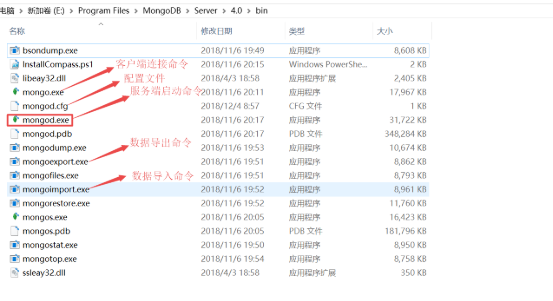 电脑 > 新加卷 (E:) > Program Files > MongoDB > Server > 4.0 > bin
名称 修改日期 类型 大小
bsondump.exe 2018/11/6 19:49 应用程序 8,608 KB
InstallCompass.ps1 客户端连接命令 2018/11/6 20:15 Windows PowerShe... 2 KB
libeay32.dll 2018/4/3 18:58 应用程序扩展 2,405 KB
mongo.exe 配置文件 2018/11/6 20:11 应用程序 17,967 KB
mongod.cfg 服务端启动命令 2018/12/4 8:57 CFG 文件 1 KB
mongod.exe 2018/11/6 20:17 应用程序 31,722 KB
mongod.pdb 2018/11/6 20:17 PDB 文件 348,284 KB
mongodump.exe 数据导出命令 2018/11/6 19:53 应用程序 10,674 KB
mongoexport.exe 2018/11/6 19:51 应用程序 8,862 KB
mongofiles.exe 2018/11/6 19:51 应用程序 8,793 KB
mongoimport.exe 数据导入命令 2018/11/6 19:52 应用程序 8,961 KB
mongorestore.exe 2018/11/6 19:52 应用程序 11,760 KB
mongos.exe 2018/11/6 20:05 应用程序 16,423 KB
mongos.pdb 2018/11/6 20:05 PDB 文件 181,796 KB
mongostat.exe 2018/11/6 19:50 应用程序 8,950 KB
mongotop.exe 2018/11/6 19:54 应用程序 8,758 KB
ssleay32.dll 2018/4/3 18:58 应用程序扩展 350 KB